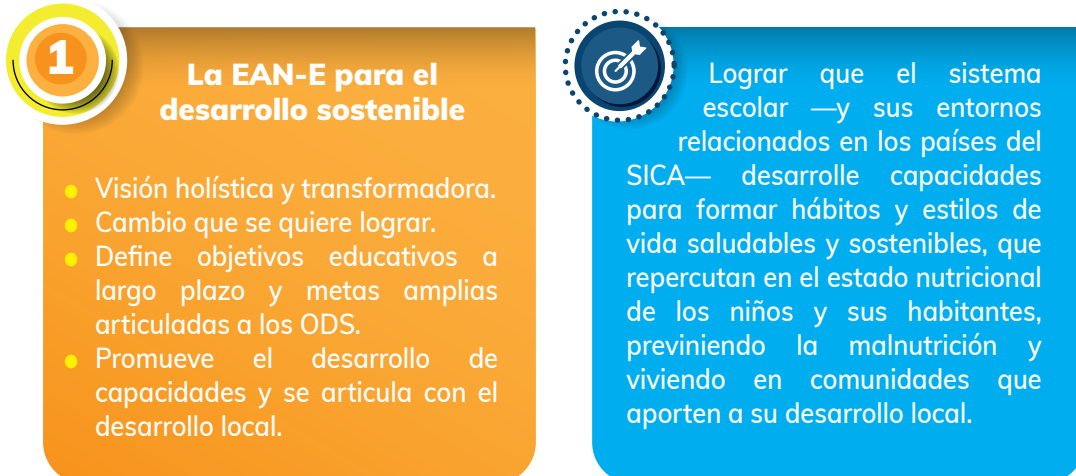 1
La EAN-E para el
desarrollo sostenible
Visión holística y transformadora.
Cambio que se quiere lograr.
Define objetivos educativos a
largo plazo y metas amplias
articuladas a los ODS.
Promueve el desarrollo de
capacidades y se articula con el
desarrollo local.
Lograr que el sistema
escolar —y sus entornos
relacionados en los países del
SICA— desarrolle capacidades
para formar hábitos y estilos de
vida saludables y sostenibles, que
repercutan en el estado nutricional
de los niños y sus habitantes,
previniendo la malnutrición y
viviendo en comunidades que
aporten a su desarrollo local.